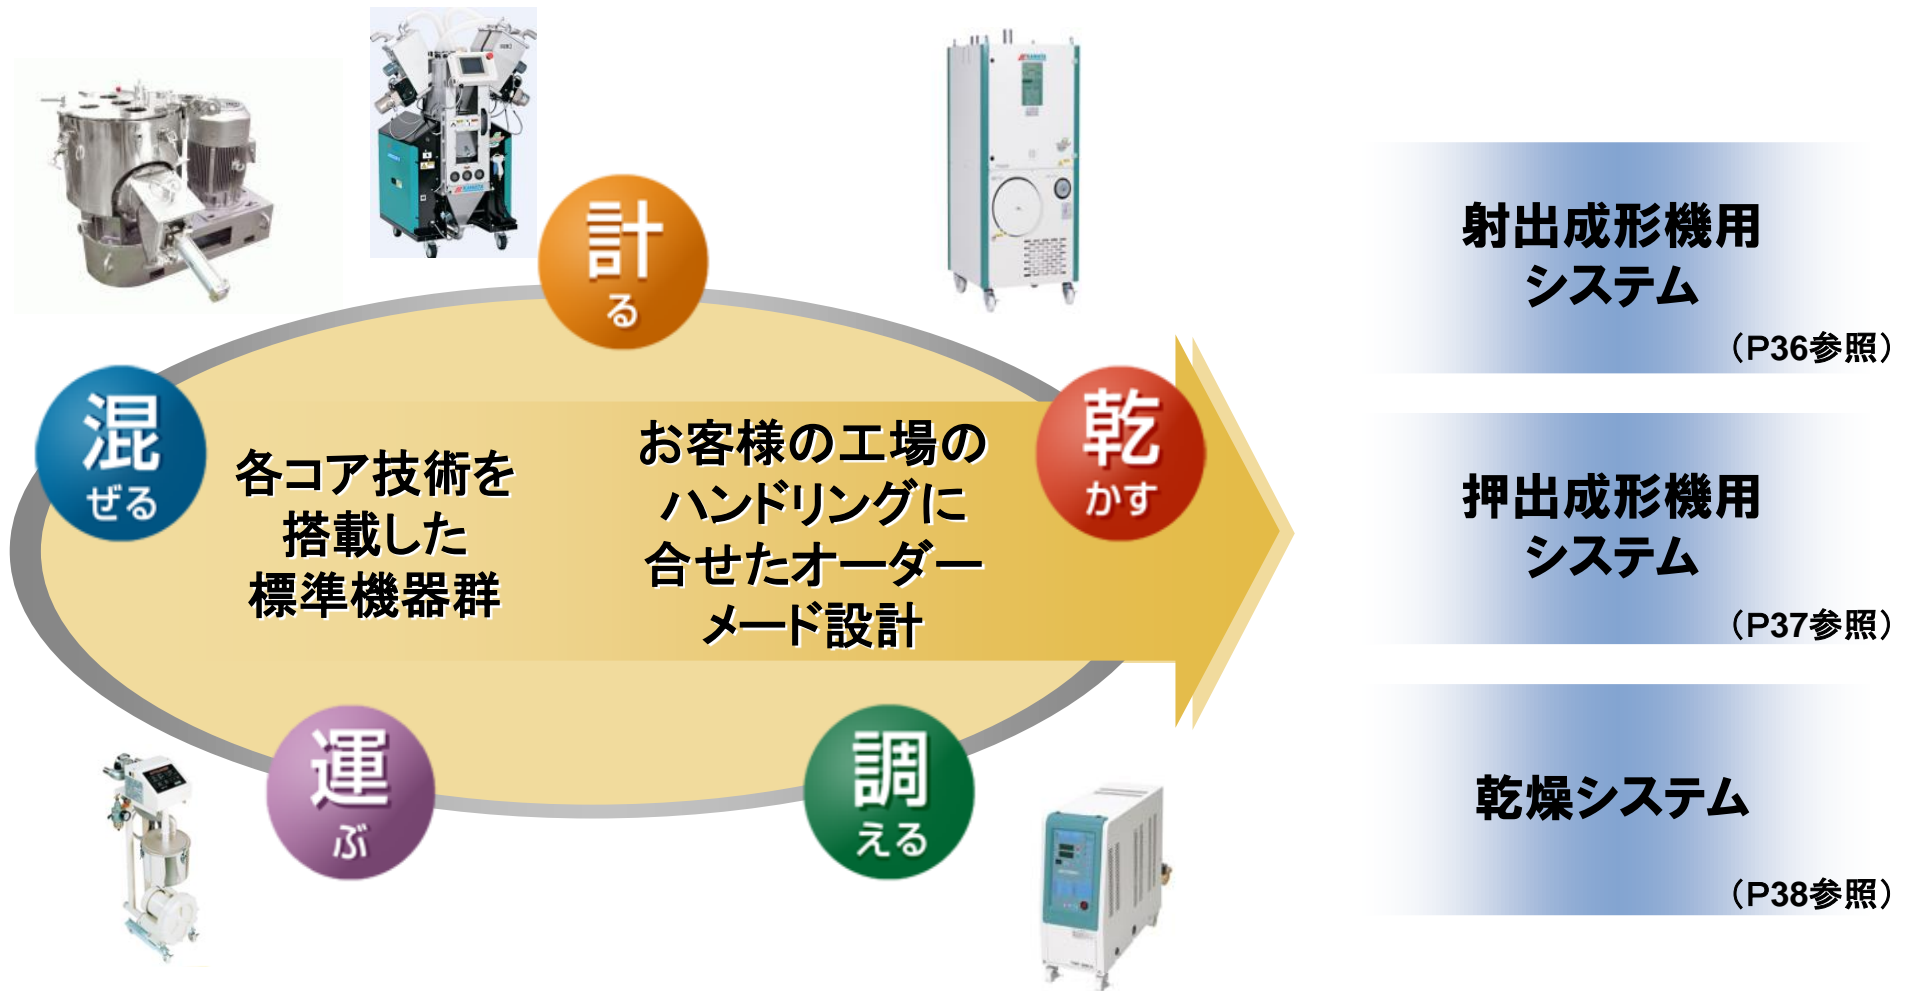 計
る
混
ぜる
乾
かす
各コア技術を
搭載した
標準機器群
お客様の工場の
ハンドリングに
合せたオーダー
メード設計
運
ぶ
調
える
射出成形機用
システム
（P36参照）
押出成形機用
システム
（P37参照）
乾燥システム
（P38参照）